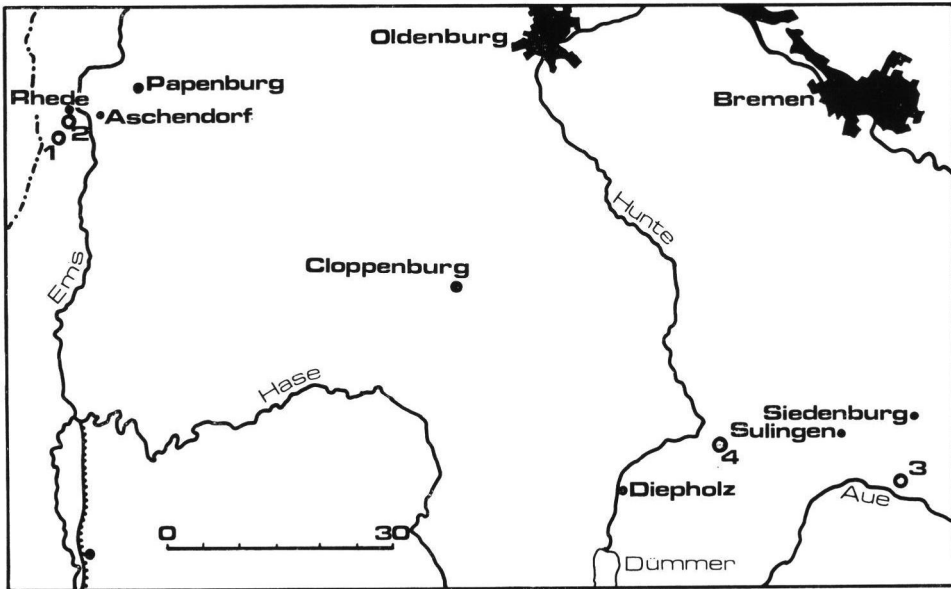 Oldenburg
Papenburg
Rhede
Aschendorf
Bremen
2
1
Hunte
Ems
Cloppenburg
Hase
Siedenburg
Sulingen
4
3
Diepholz
Aue
0 30
Dümmer